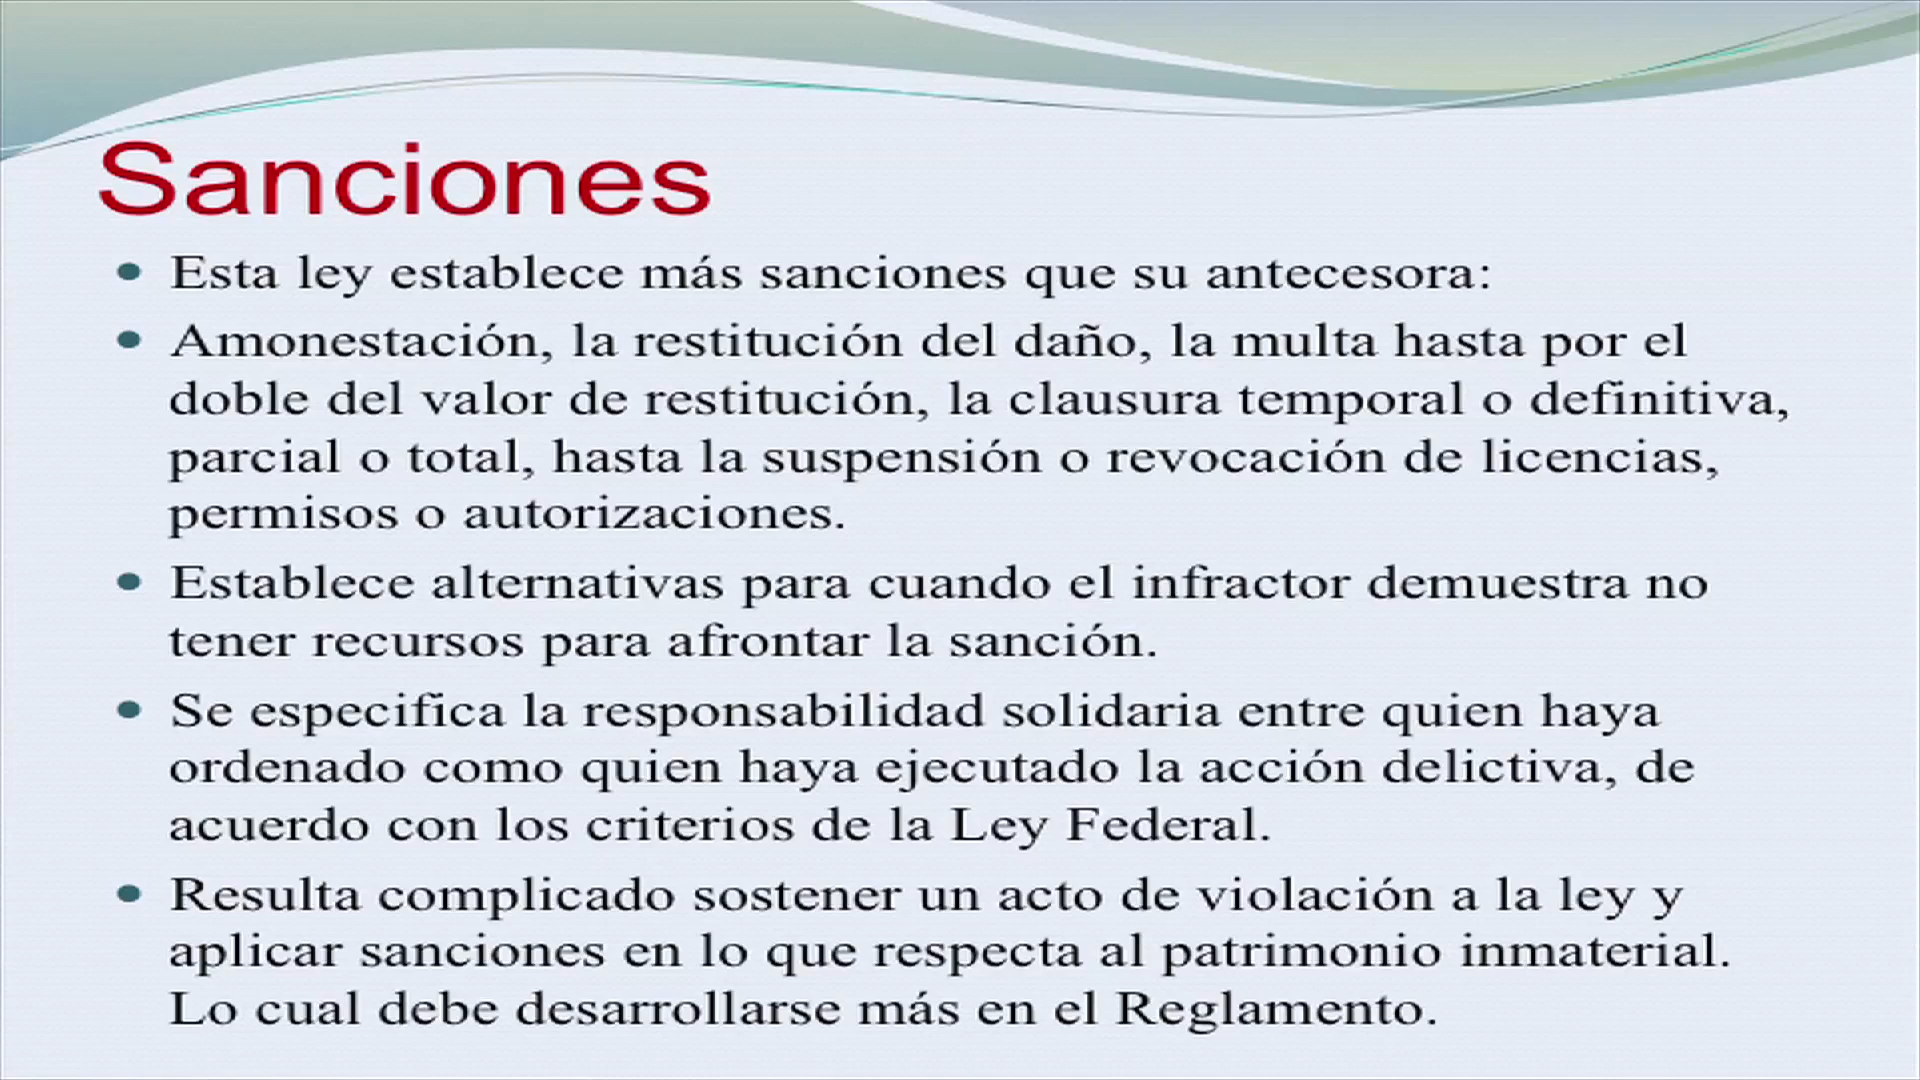 Sanciones
Esta ley establece más sanciones que su antecesora:
Amonestación, la restitución del daño, la multa hasta por el
doble del valor de restitución, la clausura temporal o definitiva,
parcial o total, hasta la suspensión o revocación de licencias,
permisos o autorizaciones.
Establece alternativas para cuando el infractor demuestra no
tener recursos para afrontar la sanción.
Se especifica la responsabilidad solidaria entre quien haya
ordenado como quien haya ejecutado la acción delictiva, de
acuerdo con los criterios de la Ley Federal.
Resulta complicado sostener un acto de violación a la ley y
aplicar sanciones en lo que respecta al patrimonio inmaterial.
Lo cual debe desarrollarse más en el Reglamento.